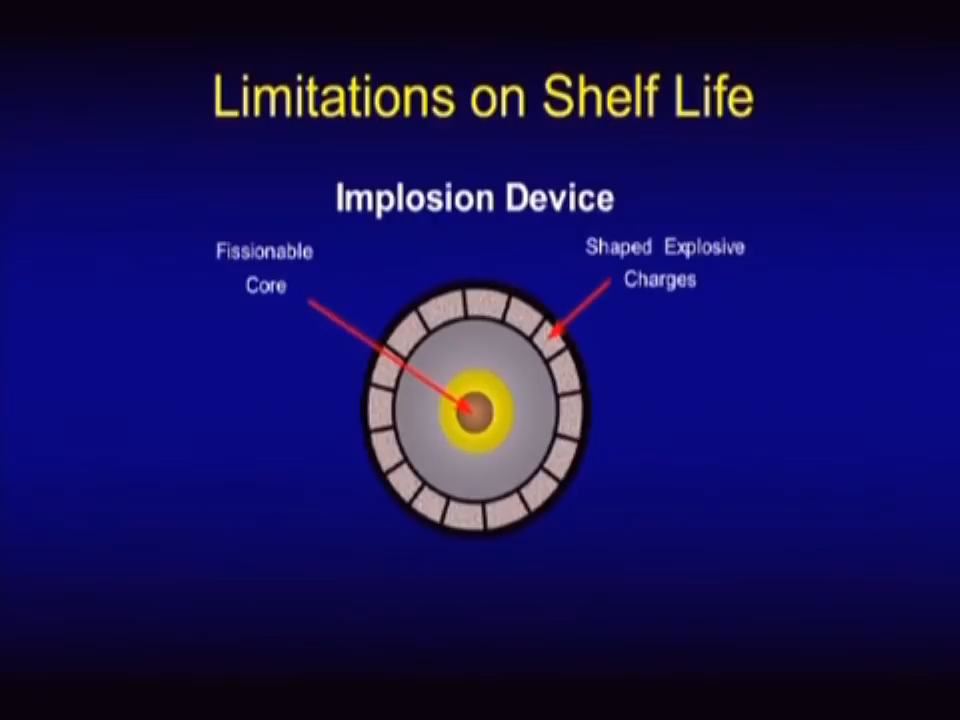 Limitations on Shelf Life
Implosion Device
Fissionable
Core
Shaped Explosive
Charges